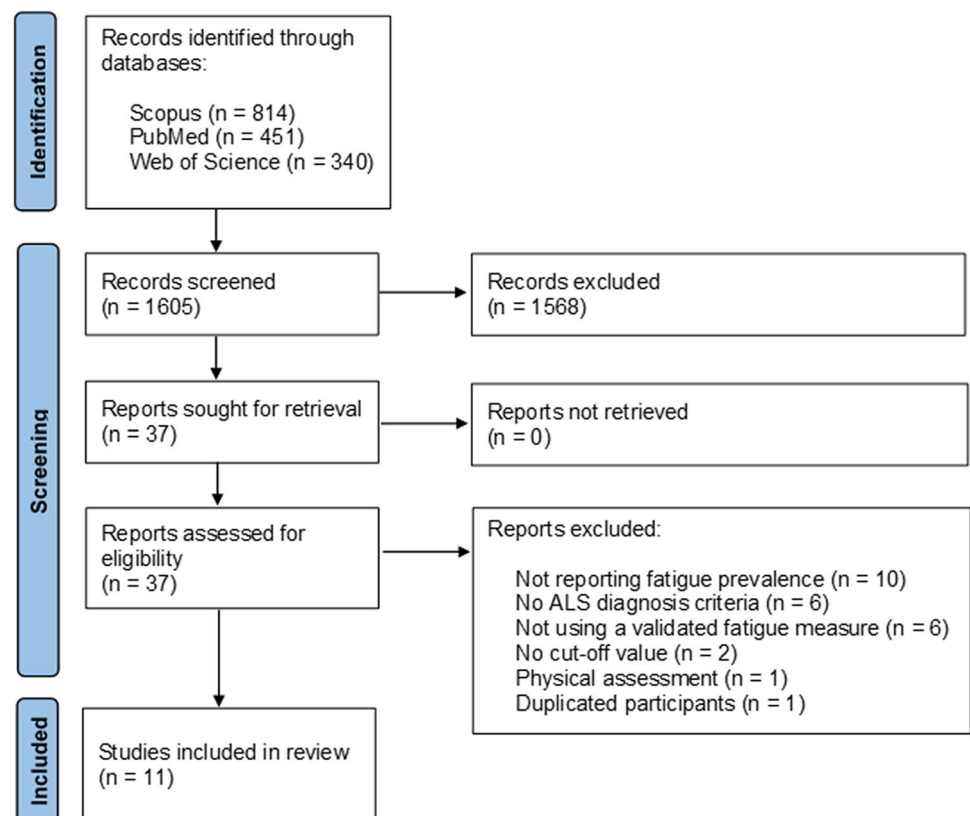 Identification
Records identified through
databases:
Scopus (n = 814)
PubMed (n = 451)
Web of Science (n = 340)
Screening
Records screened
(n = 1605)
Records excluded
(n = 1568)
Reports sought for retrieval
(n = 37)
Reports not retrieved
(n = 0)
Reports assessed for
eligibility
(n = 37)
Reports excluded:
Not reporting fatigue prevalence (n = 10)
No ALS diagnosis criteria (n = 6)
Not using a validated fatigue measure (n = 6)
No cut-off value (n = 2)
Physical assessment (n = 1)
Duplicated participants (n = 1)
Included
Studies included in review
(n = 11)